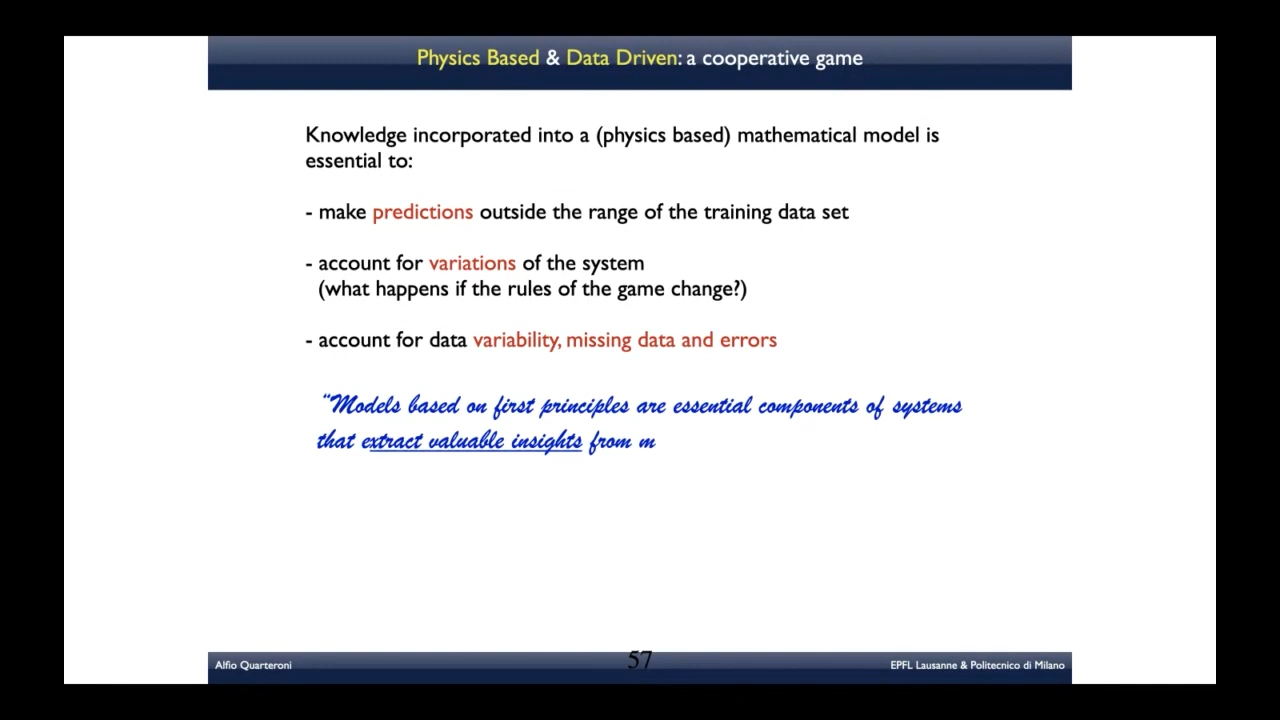 Physics Based & Data Driven: a cooperative game
Knowledge incorporated into a (physics based) mathematical model is
essential to:
- make predictions outside the range of the training data set
- account for variations of the system
(what happens if the rules of the game change?)
- account for data variability, missing data and errors
“Models based on first principles are essential components of systems
that extract valuable insights from m
Alfio Quarteroni
57
EPFL Lausanne & Politecnico di Milano